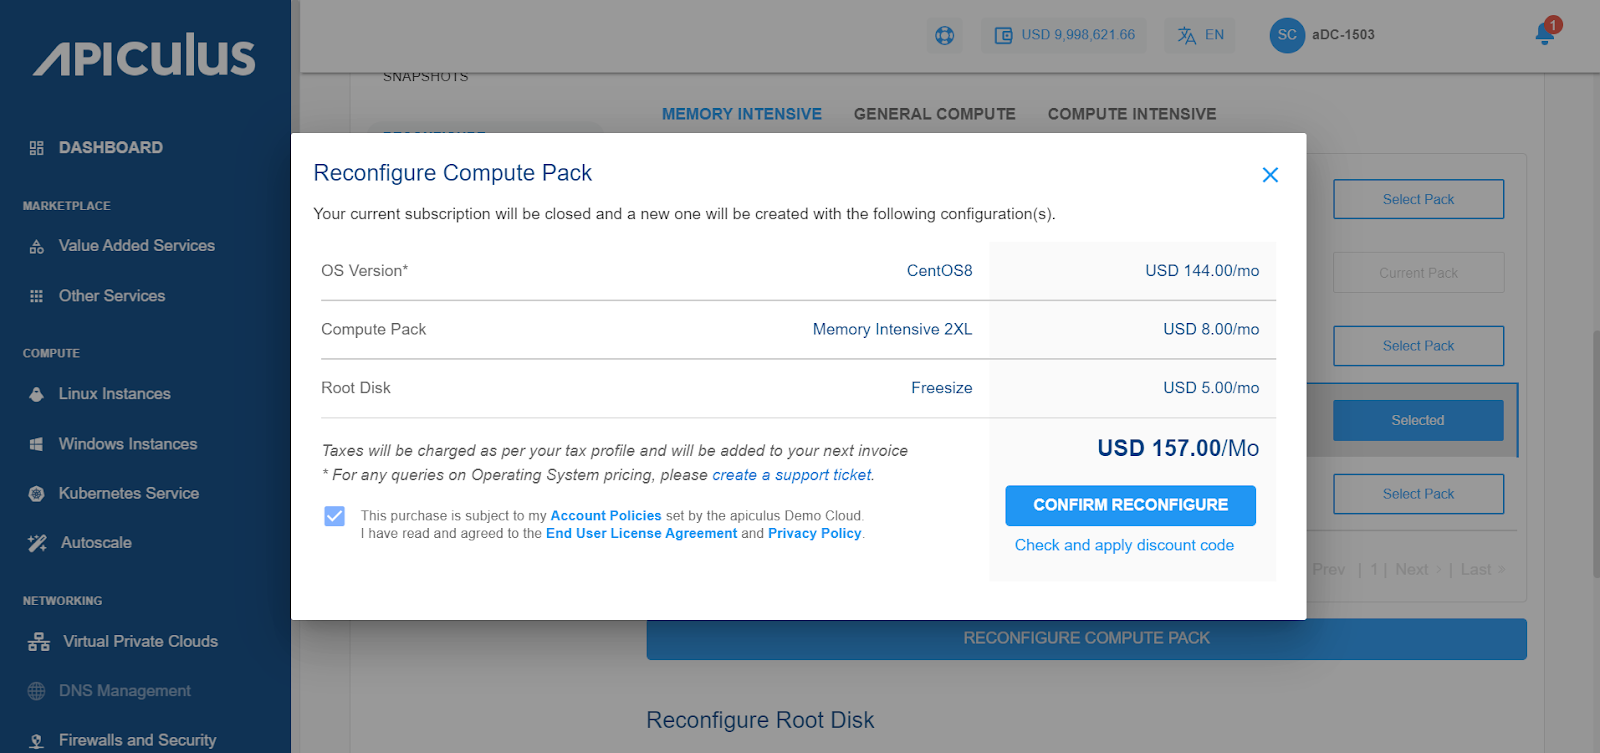 APICULUS
USD 9,998,621.66
EN
SC
aDC-1503
1
DASHBOARD
MARKETPLACE
Value Added Services
Other Services
COMPUTE
Linux Instances
Windows Instances
Kubernetes Service
Autoscale
NETWORKING
Virtual Private Clouds
DNS Management
Firewalls and Security
SNAPSHOTS
RECONFIGURE
MEMORY INTENSIVE GENERAL COMPUTE COMPUTE INTENSIVE
Reconfigure Compute Pack
Your current subscription will be closed and a new one will be created with the following configuration(s).
OS Version* CentOS8 USD 144.00/mo
Compute Pack Memory Intensive 2XL USD 8.00/mo
Root Disk Freesize USD 5.00/mo
Taxes will be charged as per your tax profile and will be added to your next invoice
* For any queries on Operating System pricing, please create a support ticket.
This purchase is subject to my Account Policies set by the apiculus Demo Cloud.
I have read and agreed to the End User License Agreement and Privacy Policy.
USD 157.00/Mo
CONFIRM RECONFIGURE
Check and apply discount code
Select Pack
Current Pack
Select Pack
Selected
Select Pack
Prev | 1 | Next › | Last »
RECONFIGURE COMPUTE PACK
Reconfigure Root Disk